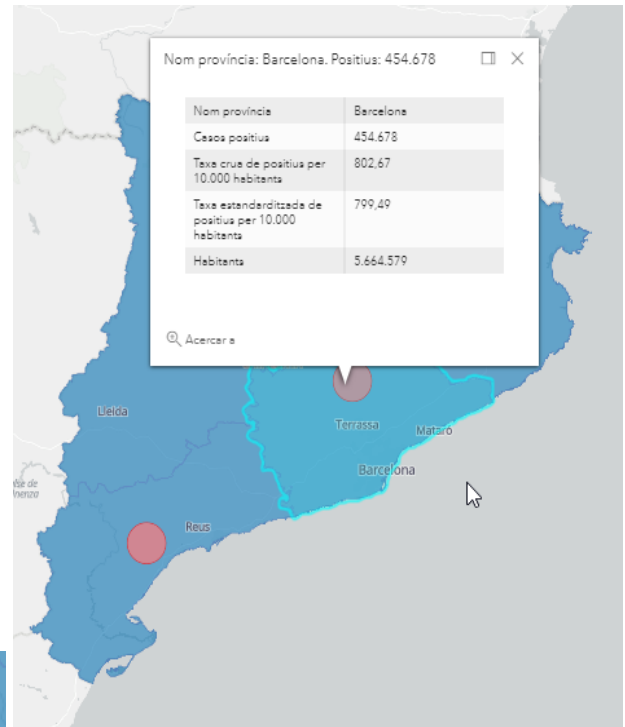 Nom província: Barcelona. Positius: 454.678
Nom província Barcelona
Casos positius 454.678
Taxa crua de positius per 802,67
10.000 habitants
Taxa estandarditzada de 799,49
positius per 10.000
habitants
Habitants 5.664.579
Acercar a
Lleida
Terrassa
Mataró
Barcelona
Reus